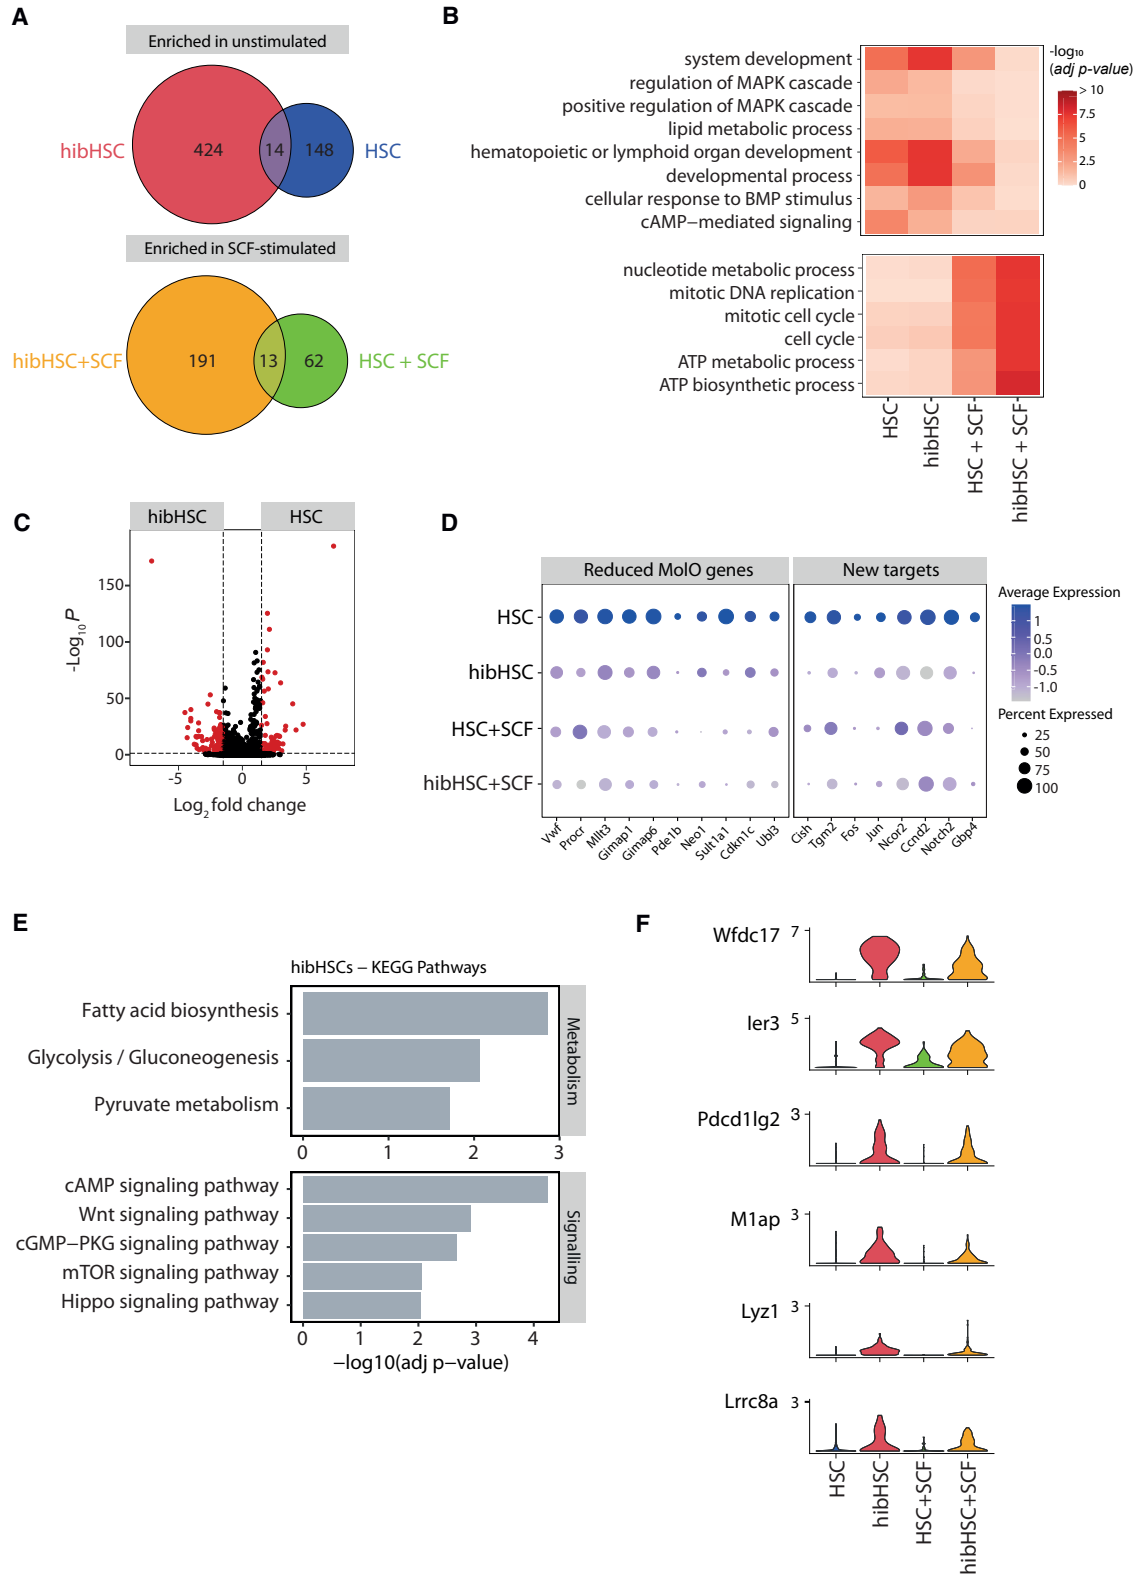 A
Enriched in unstimulated
hibHSC
424
14
148
HSC
Enriched in SCF-stimulated
hibHSC+SCF
191
13
62
HSC + SCF
B
system development
regulation of MAPK cascade
positive regulation of MAPK cascade
lipid metabolic process
hematopoietic or lymphoid organ development
developmental process
cellular response to BMP stimulus
cAMP−mediated signaling
-log₁₀
(adj p-value)
> 10
7.5
5
2.5
0
nucleotide metabolic process
mitotic DNA replication
mitotic cell cycle
cell cycle
ATP metabolic process
ATP biosynthetic process
HSC
hibHSC
HSC + SCF
hibHSC + SCF
C
hibHSC
HSC
-Log₁₀ P
150
100
50
0
-5
0
5
Log₂ fold change
D
Reduced MolO genes
New targets
HSC
hibHSC
HSC+SCF
hibHSC+SCF
Vwf
Procr
Mllt3
Gimap1
Gimap6
Pde1b
Neo1
Sult1a1
Cdkn1c
Ubl3
Cish
Tgm2
Fos
Jun
Ncor2
Ccnd2
Notch2
Gbp4
Average Expression
1
0.5
0.0
-0.5
-1.0
Percent Expressed
25
50
75
100
E
hibHSCs − KEGG Pathways
Fatty acid biosynthesis
Glycolysis / Gluconeogenesis
Pyruvate metabolism
Metabolism
0
1
2
3
cAMP signaling pathway
Wnt signaling pathway
cGMP−PKG signaling pathway
mTOR signaling pathway
Hippo signaling pathway
Signalling
0
1
2
3
4
−log10(adj p−value)
F
Wfdc17
7
Ier3
5
Pdcd1lg2
3
M1ap
3
Lyz1
3
Lrrc8a
3
HSC
hibHSC
HSC+SCF
hibHSC+SCF